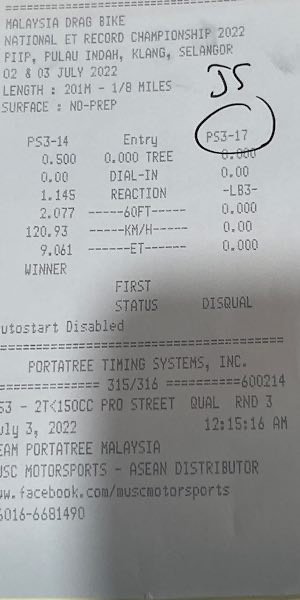 MALAYSIA DRAG BIKE
NATIONAL ET RECORD CHAMPIONSHIP 2022
PIIP, PULAU INDAH, KLANG, SELANGOR
02 & 03 JULY 2022
LENGTH : 201M - 1/8 MILES
SURFACE : NO-PREP
JS
PS3-14 Entry PS3-17
0.500 0.000 TREE 0.000
0.00 DIAL-IN 0.00
1.145 REACTION -LB3-
2.077 -----60FT----- 0.000
120.93 -----KM/H----- 0.00
9.061 ------ET------ 0.000
WINNER
FIRST
STATUS DISQUAL
utostart Disabled
PORTATREE TIMING SYSTEMS, INC.
============ 315/316 ==========600214
S3 - 2T<150CC PRO STREET QUAL RND 3
uly 3, 2022 12:15:16 AM
EAM PORTATREE MALAYSIA
USC MOTORSPORTS - ASEAN DISTRIBUTOR
ww.facebook.com/muscmotorsports
6016-6681490